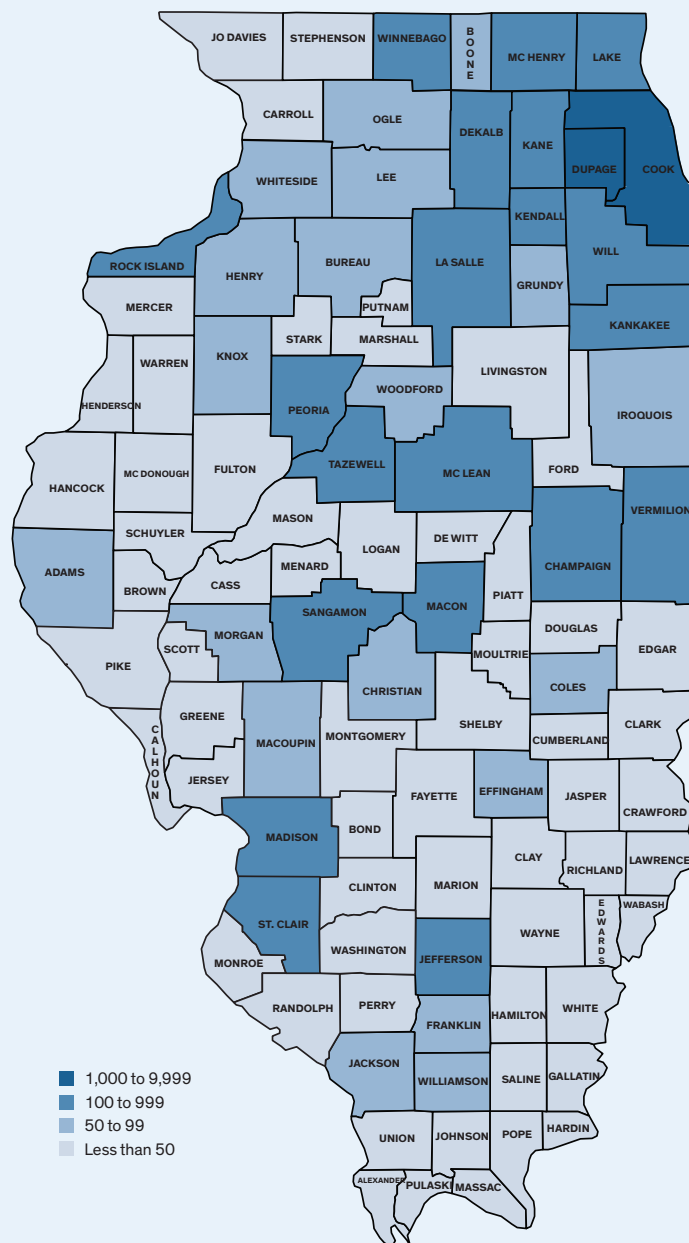 JO DAVIES
STEPHENSON
WINNEBAGO
BOONE
MC HENRY
LAKE
CARROLL
OGLE
DEKALB
KANE
DUPAGE
COOK
WHITESIDE
LEE
KENDALL
WILL
ROCK ISLAND
HENRY
BUREAU
LA SALLE
GRUNDY
MERCER
PUTNAM
KANKAKEE
STARK
MARSHALL
WARREN
KNOX
LIVINGSTON
HENDERSON
PEORIA
WOODFORD
IROQUOIS
HANCOCK
MC DONOUGH
FULTON
TAZEWELL
MC LEAN
FORD
VERMILION
SCHUYLER
MASON
LOGAN
DE WITT
CHAMPAIGN
ADAMS
BROWN
CASS
MENARD
PIATT
SANGAMON
MACON
DOUGLAS
PIKE
SCOTT
MORGAN
MOULTRIE
EDGAR
CHRISTIAN
COLES
GREENE
MACOUPIN
MONTGOMERY
SHELBY
CUMBERLAND
CLARK
CALHOUN
JERSEY
FAYETTE
EFFINGHAM
JASPER
CRAWFORD
MADISON
BOND
CLAY
RICHLAND
LAWRENCE
CLINTON
MARION
ST. CLAIR
WASHINGTON
WAYNE
EDWARDS
WABASH
MONROE
JEFFERSON
RANDOLPH
PERRY
HAMILTON
WHITE
FRANKLIN
JACKSON
WILLIAMSON
SALINE
GALLATIN
UNION
JOHNSON
POPE
HARDIN
ALEXANDER
PULASKI
MASSAC
1,000 to 9,999
100 to 999
50 to 99
Less than 50